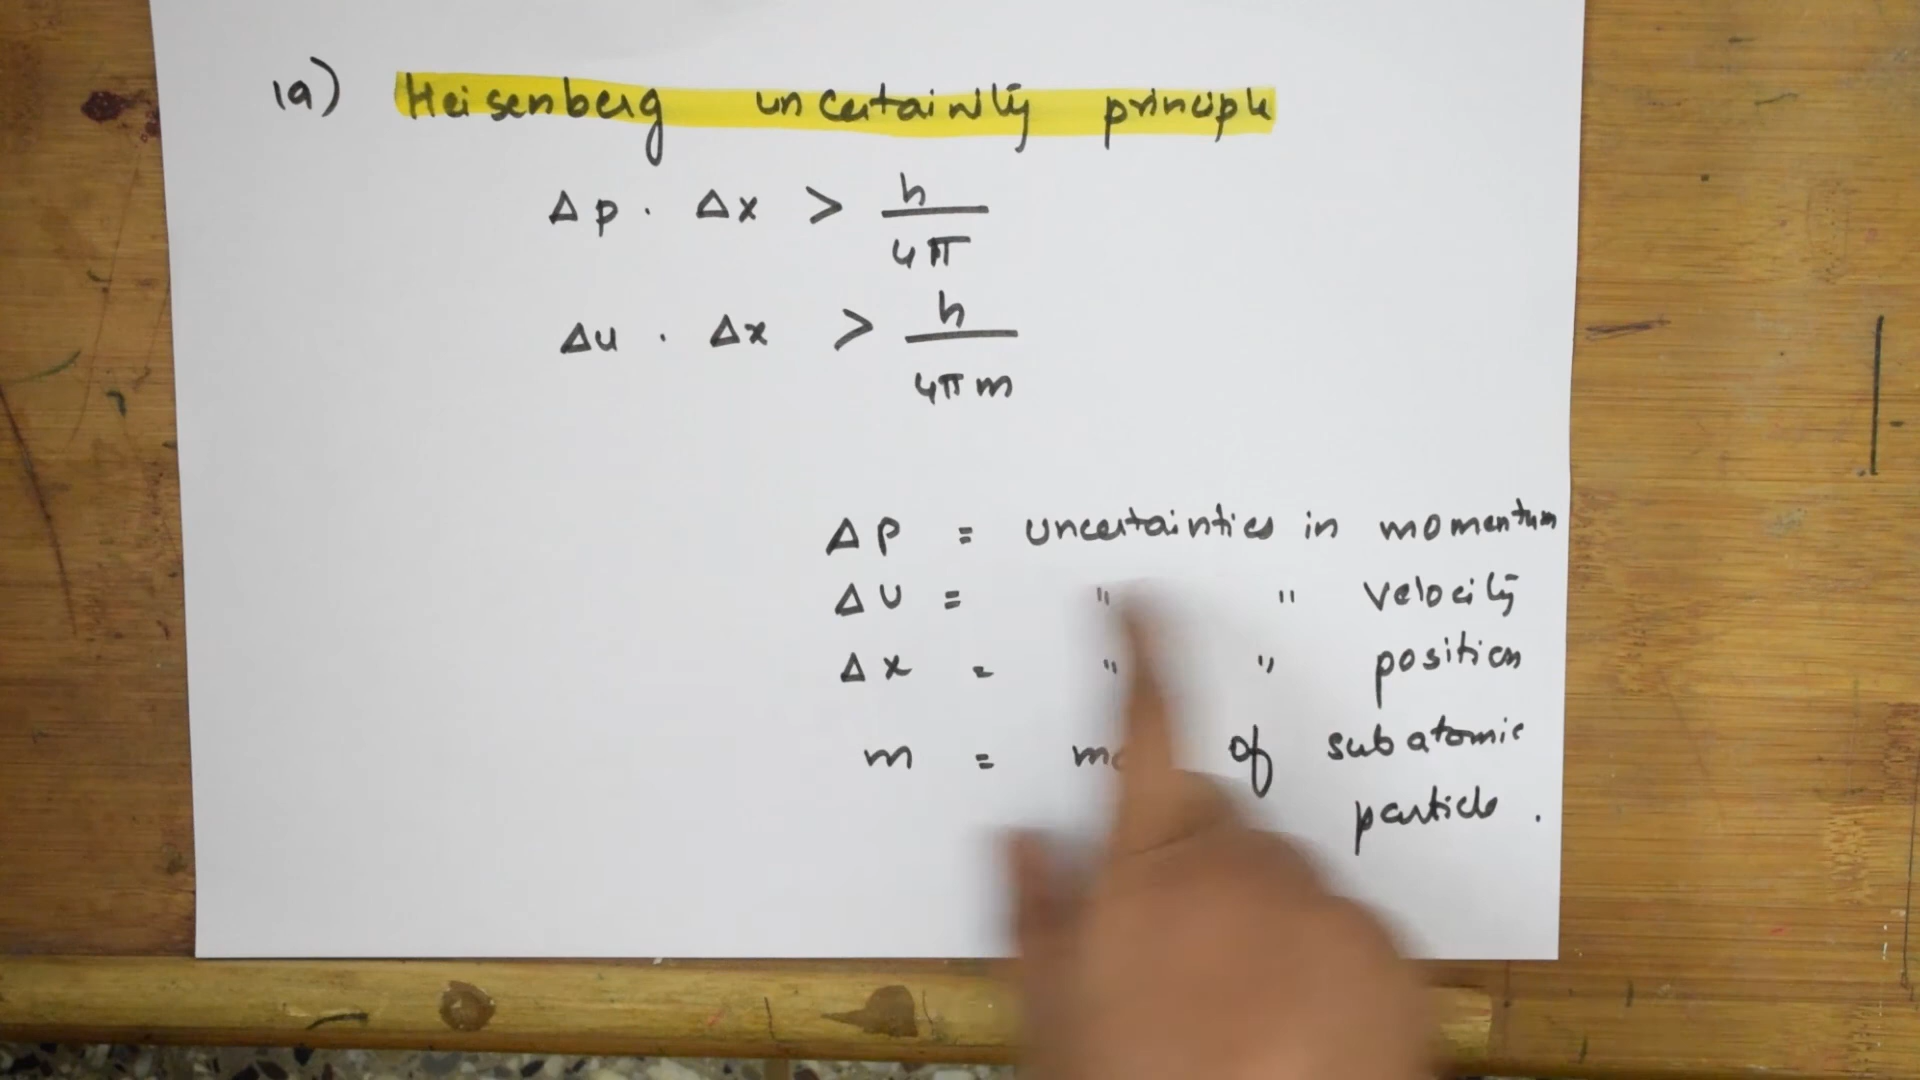 1a) Heisenberg uncertainity principle
Δp . Δx > h/4π
Δu . Δx > h/4πm
Δp = uncertainties in momentum
Δu = " " velocity
Δx = " " position
m = of subatomic
particle.